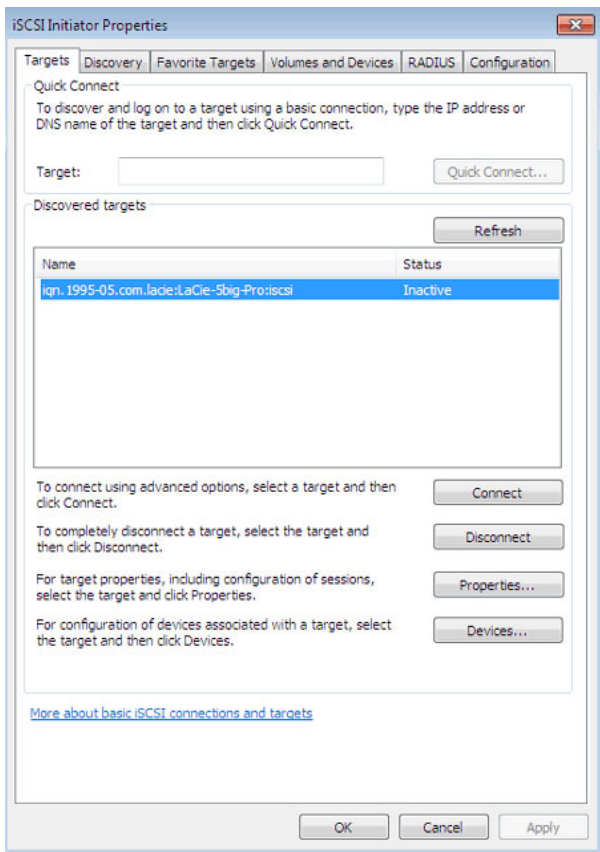 iSCSI Initiator Properties
Targets Discovery Favorite Targets Volumes and Devices RADIUS Configuration
Quick Connect
To discover and log on to a target using a basic connection, type the IP address or
DNS name of the target and then click Quick Connect.
Target: Quick Connect...
Discovered targets
Refresh
Name Status
iqn.1995-05.com.lacie:LaCie-5big-Pro:iscsi Inactive
To connect using advanced options, select a target and then
click Connect.
Connect
To completely disconnect a target, select the target and
then click Disconnect.
Disconnect
For target properties, including configuration of sessions,
select the target and click Properties.
Properties...
For configuration of devices associated with a target, select
the target and then click Devices.
Devices...
More about basic iSCSI connections and targets
OK Cancel Apply